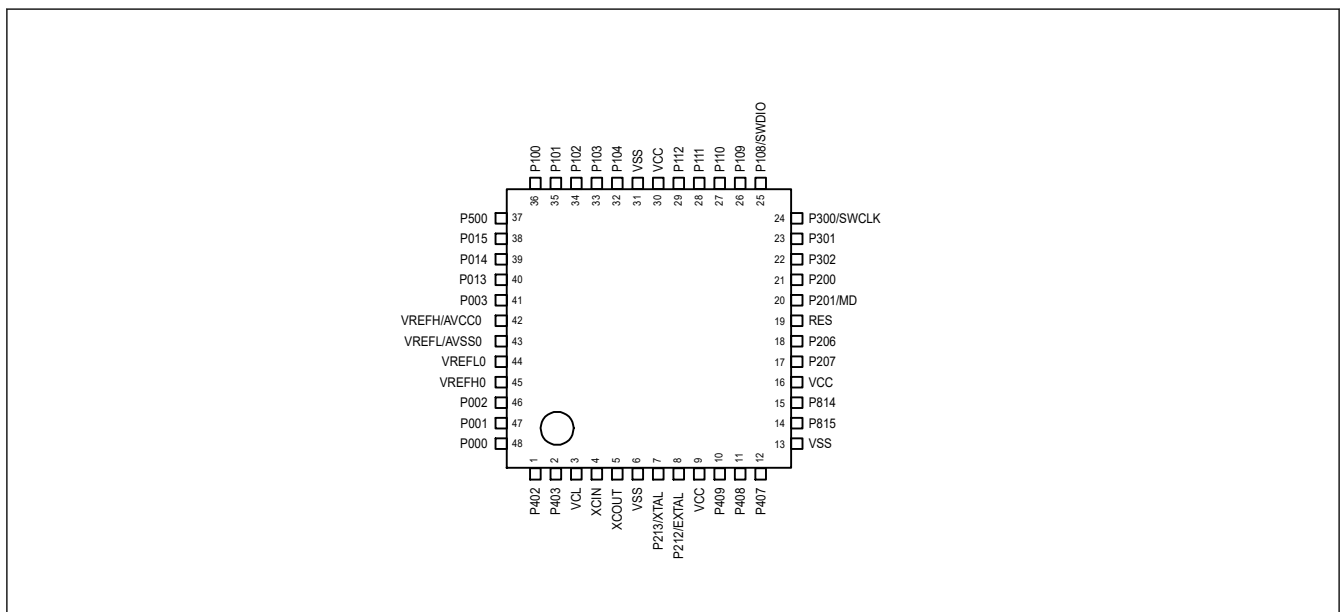 P100
P101
P102
P103
P104
VSS
VCC
P112
P111
P110
P109
P108/SWDIO
36
35
34
33
32
31
30
29
28
27
26
25
P500 37
P015 38
P014 39
P013 40
P003 41
VREFH/AVCC0 42
VREFL/AVSS0 43
VREFL0 44
VREFH0 45
P002 46
P001 47
P000 48
24 P300/SWCLK
23 P301
22 P302
21 P200
20 P201/MD
19 RES
18 P206
17 P207
16 VCC
15 P814
14 P815
13 VSS
1
2
3
4
5
6
7
8
9
10
11
12
P402
P403
VCL
XCIN
XCOUT
VSS
P213/XTAL
P212/EXTAL
VCC
P409
P408
P407